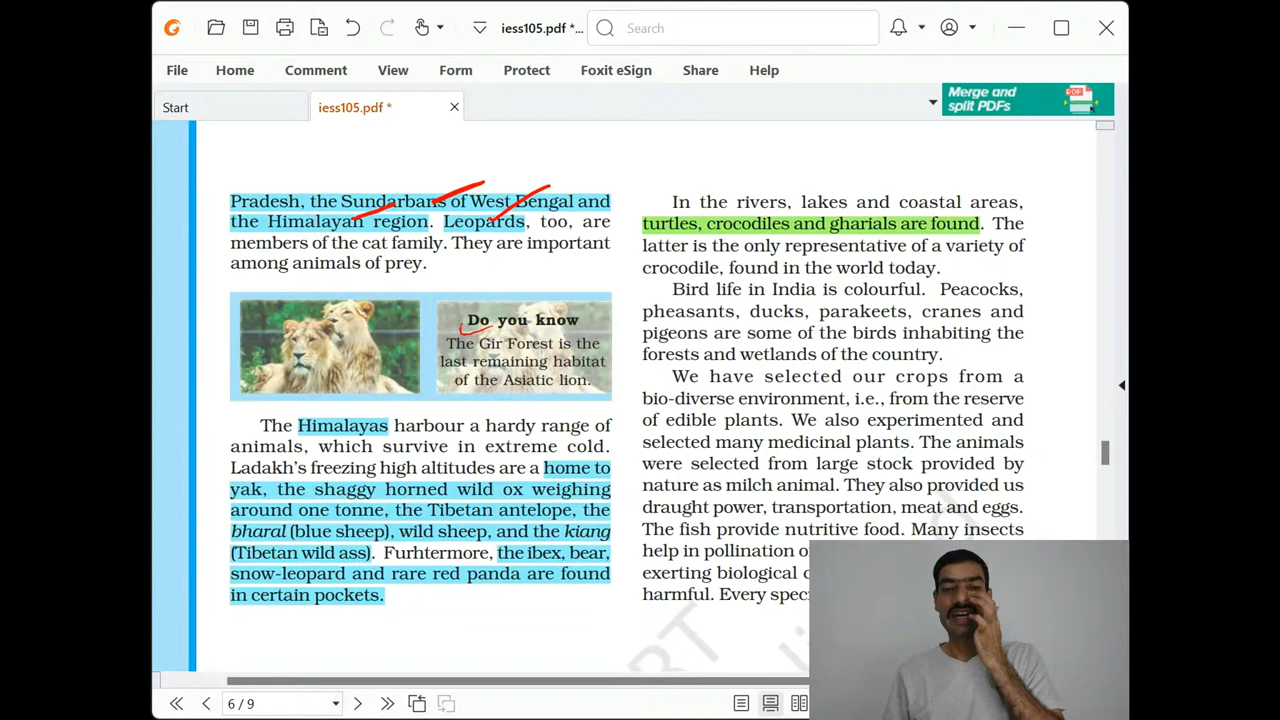 iess105.pdf *...
Search
File Home Comment View Form Protect Foxit eSign Share Help
Start
iess105.pdf *
Merge and
split PDFs
PDF
Pradesh, the Sundarbans of West Bengal and
the Himalayan region. Leopards, too, are
members of the cat family. They are important
among animals of prey.
Do you know
The Gir Forest is the
last remaining habitat
of the Asiatic lion.
The Himalayas harbour a hardy range of
animals, which survive in extreme cold.
Ladakh's freezing high altitudes are a home to
yak, the shaggy horned wild ox weighing
around one tonne, the Tibetan antelope, the
bharal (blue sheep), wild sheep, and the kiang
(Tibetan wild ass). Furhtermore, the ibex, bear,
snow-leopard and rare red panda are found
in certain pockets.
In the rivers, lakes and coastal areas,
turtles, crocodiles and gharials are found. The
latter is the only representative of a variety of
crocodile, found in the world today.
Bird life in India is colourful. Peacocks,
pheasants, ducks, parakeets, cranes and
pigeons are some of the birds inhabiting the
forests and wetlands of the country.
We have selected our crops from a
bio-diverse environment, i.e., from the reserve
of edible plants. We also experimented and
selected many medicinal plants. The animals
were selected from large stock provided by
nature as milch animal. They also provided us
draught power, transportation, meat and eggs.
The fish provide nutritive food. Many insects
help in pollination
exerting biological
harmful. Every
6 / 9